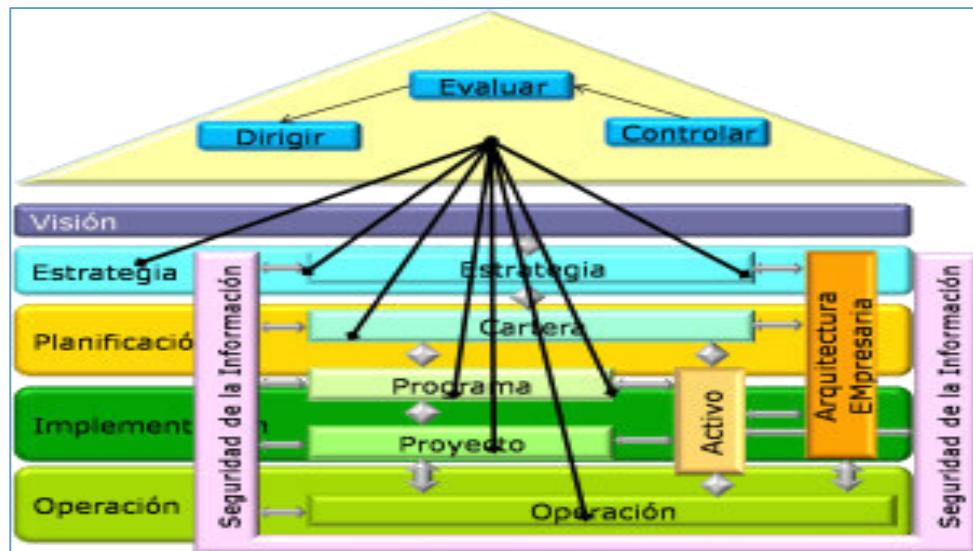 Evaluar
Dirigir
Controlar
Visión
Estrategia
Estrategia
Planificació
Cartera
Programa
Implement ón
Proyecto
Operación
Operación
Seguridad de la Información
Activo
Arquitectura
EMpresaria
Seguridad de la Información